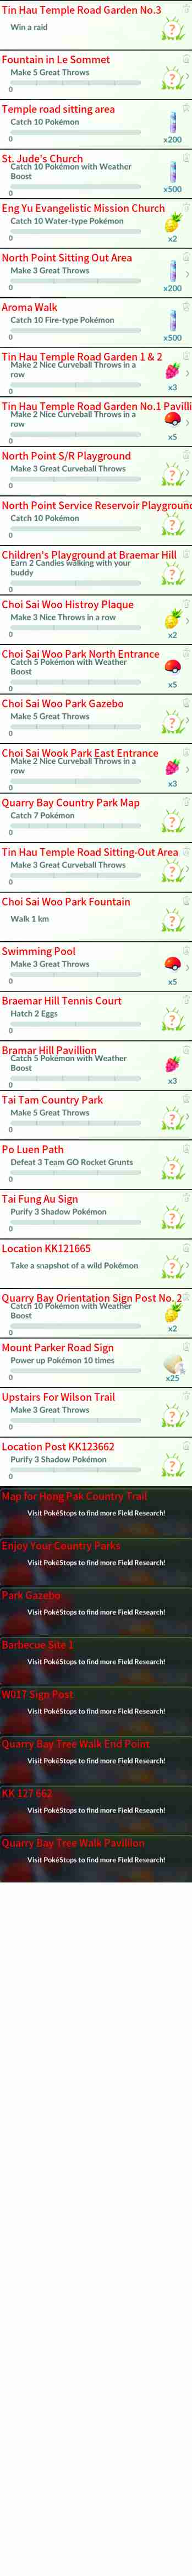 Tin Hau Temple Road Garden No.3
Win a raid
?
Fountain in Le Sommet
Make 5 Great Throws
?
0
Temple road sitting area
Catch 10 Pokémon
0
x200
St. Jude's Church
Catch 10 Pokémon with Weather
Boost
0
x500
Eng Yu Evangelistic Mission Church
Catch 10 Water-type Pokémon
0
x2
North Point Sitting Out Area
Make 3 Great Throws
0
x200
Aroma Walk
Catch 10 Fire-type Pokémon
0
x500
Tin Hau Temple Road Garden 1 & 2
Make 2 Nice Curveball Throws in a
row
0
x3
Tin Hau Temple Road Garden No.1 Pavilli
Make 2 Nice Curveball Throws in a
row
0
x5
North Point S/R Playground
Make 3 Great Curveball Throws
?
0
North Point Service Reservoir Playground
Catch 10 Pokémon
?
0
Children's Playground at Braemar Hill
Earn 2 Candies walking with your
buddy
?
0
Choi Sai Woo Histroy Plaque
Make 3 Nice Throws in a row
0
x2
Choi Sai Woo Park North Entrance
Catch 5 Pokémon with Weather
Boost
0
x5
Choi Sai Woo Park Gazebo
Make 5 Great Throws
?
0
Choi Sai Wook Park East Entrance
Make 2 Nice Curveball Throws in a
row
0
x3
Quarry Bay Country Park Map
Catch 7 Pokémon
?
0
Tin Hau Temple Road Sitting-Out Area
Make 3 Great Curveball Throws
?
0
Choi Sai Woo Park Fountain
Walk 1 km
?
Swimming Pool
Make 3 Great Throws
0
x5
Braemar Hill Tennis Court
Hatch 2 Eggs
?
0
Bramar Hill Pavillion
Catch 5 Pokémon with Weather
Boost
0
x3
Tai Tam Country Park
Make 5 Great Throws
?
0
Po Luen Path
Defeat 3 Team GO Rocket Grunts
?
0
Tai Fung Au Sign
Purify 3 Shadow Pokémon
?
0
Location KK121665
Take a snapshot of a wild Pokémon
?
Quarry Bay Orientation Sign Post No. 2
Catch 10 Pokémon with Weather
Boost
0
x2
Mount Parker Road Sign
Power up Pokémon 10 times
0
x25
Upstairs For Wilson Trail
Make 3 Great Throws
?
0
Location Post KK123662
Purify 3 Shadow Pokémon
?
0
Map for Hong Pak Country Trail
Visit PokéStops to find more Field Research!
Enjoy Your Country Parks
Visit PokéStops to find more Field Research!
Park Gazebo
Visit PokéStops to find more Field Research!
Barbecue Site 1
Visit PokéStops to find more Field Research!
W017 Sign Post
Visit PokéStops to find more Field Research!
Quarry Bay Tree Walk End Point
Visit PokéStops to find more Field Research!
KK 127 662
Visit PokéStops to find more Field Research!
Quarry Bay Tree Walk Pavillion
Visit PokéStops to find more Field Research!